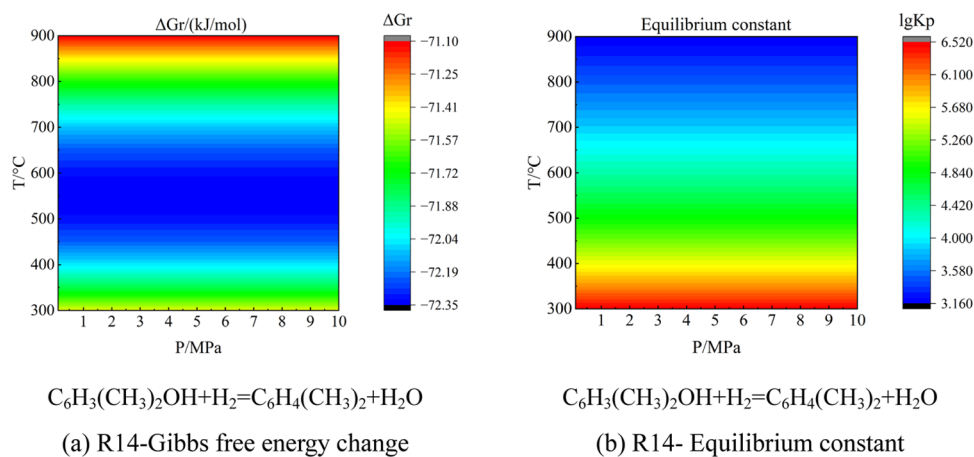 ΔGr/(kJ/mol)
ΔGr
900
800
700
600
500
400
300
T/°C
1 2 3 4 5 6 7 8 9 10
P/MPa
−71.10
−71.25
−71.41
−71.57
−71.72
−71.88
−72.04
−72.19
−72.35
Equilibrium constant
lgKp
900
800
700
600
500
400
300
T/°C
1 2 3 4 5 6 7 8 9 10
P/MPa
6.520
6.100
5.680
5.260
4.840
4.420
4.000
3.580
3.160
C₆H₃(CH₃)₂OH+H₂=C₆H₄(CH₃)₂+H₂O
C₆H₃(CH₃)₂OH+H₂=C₆H₄(CH₃)₂+H₂O
(a) R14-Gibbs free energy change
(b) R14- Equilibrium constant